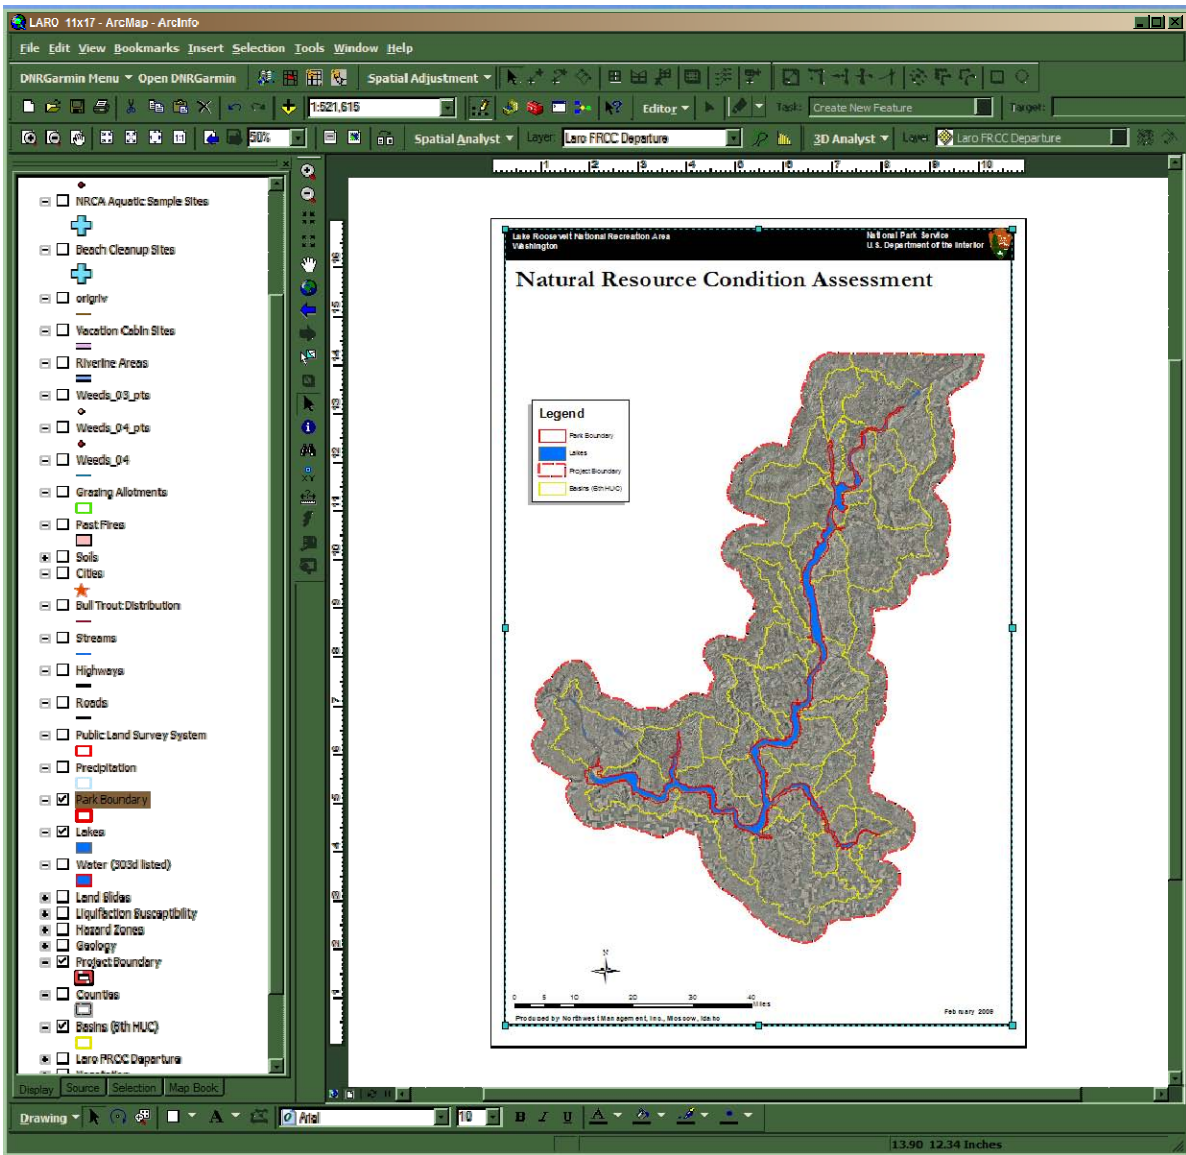 LARO 11x17 - ArcMap - ArcInfo
File Edit View Bookmarks Insert Selection Tools Window Help
DNRGarmin Menu Open DNRGarmin Spatial Adjustment
1:521,615 Editor Task: Create New Feature Target:
50% Spatial Analyst Layer: Laro FRCC Departure 3D Analyst Layer: Laro FRCC Departure
NRCA Aquatic Sample Sites
Beach Cleanup Sites
origriv
Vacation Cabin Sites
Riverine Areas
Weeds_03_pts
Weeds_04_pts
Weeds_04
Grazing Allotments
Past Fires
Soils
Cities
Bull Trout Distribution
Streams
Highways
Roads
Public Land Survey System
Precipitation
Park Boundary
Lakes
Water (303d listed)
Land Slides
Liquifaction Susceptibility
Hazard Zones
Geology
Project Boundary
Counties
Basins (6th HUC)
Laro FRCC Departure
Display Source Selection Map Book
Lake Roosevelt National Recreation Area
Washington
National Park Service
U.S. Department of the Interior
Natural Resource Condition Assessment
Legend
Park Boundary
Lakes
Project Boundary
Basins (6th HUC)
N
0 5 10 20 30 40
Miles
Produced by Northwest Management, Inc., Moscow, Idaho
February 2009
Drawing A Arial 10 B I U A
13.90 12.34 Inches